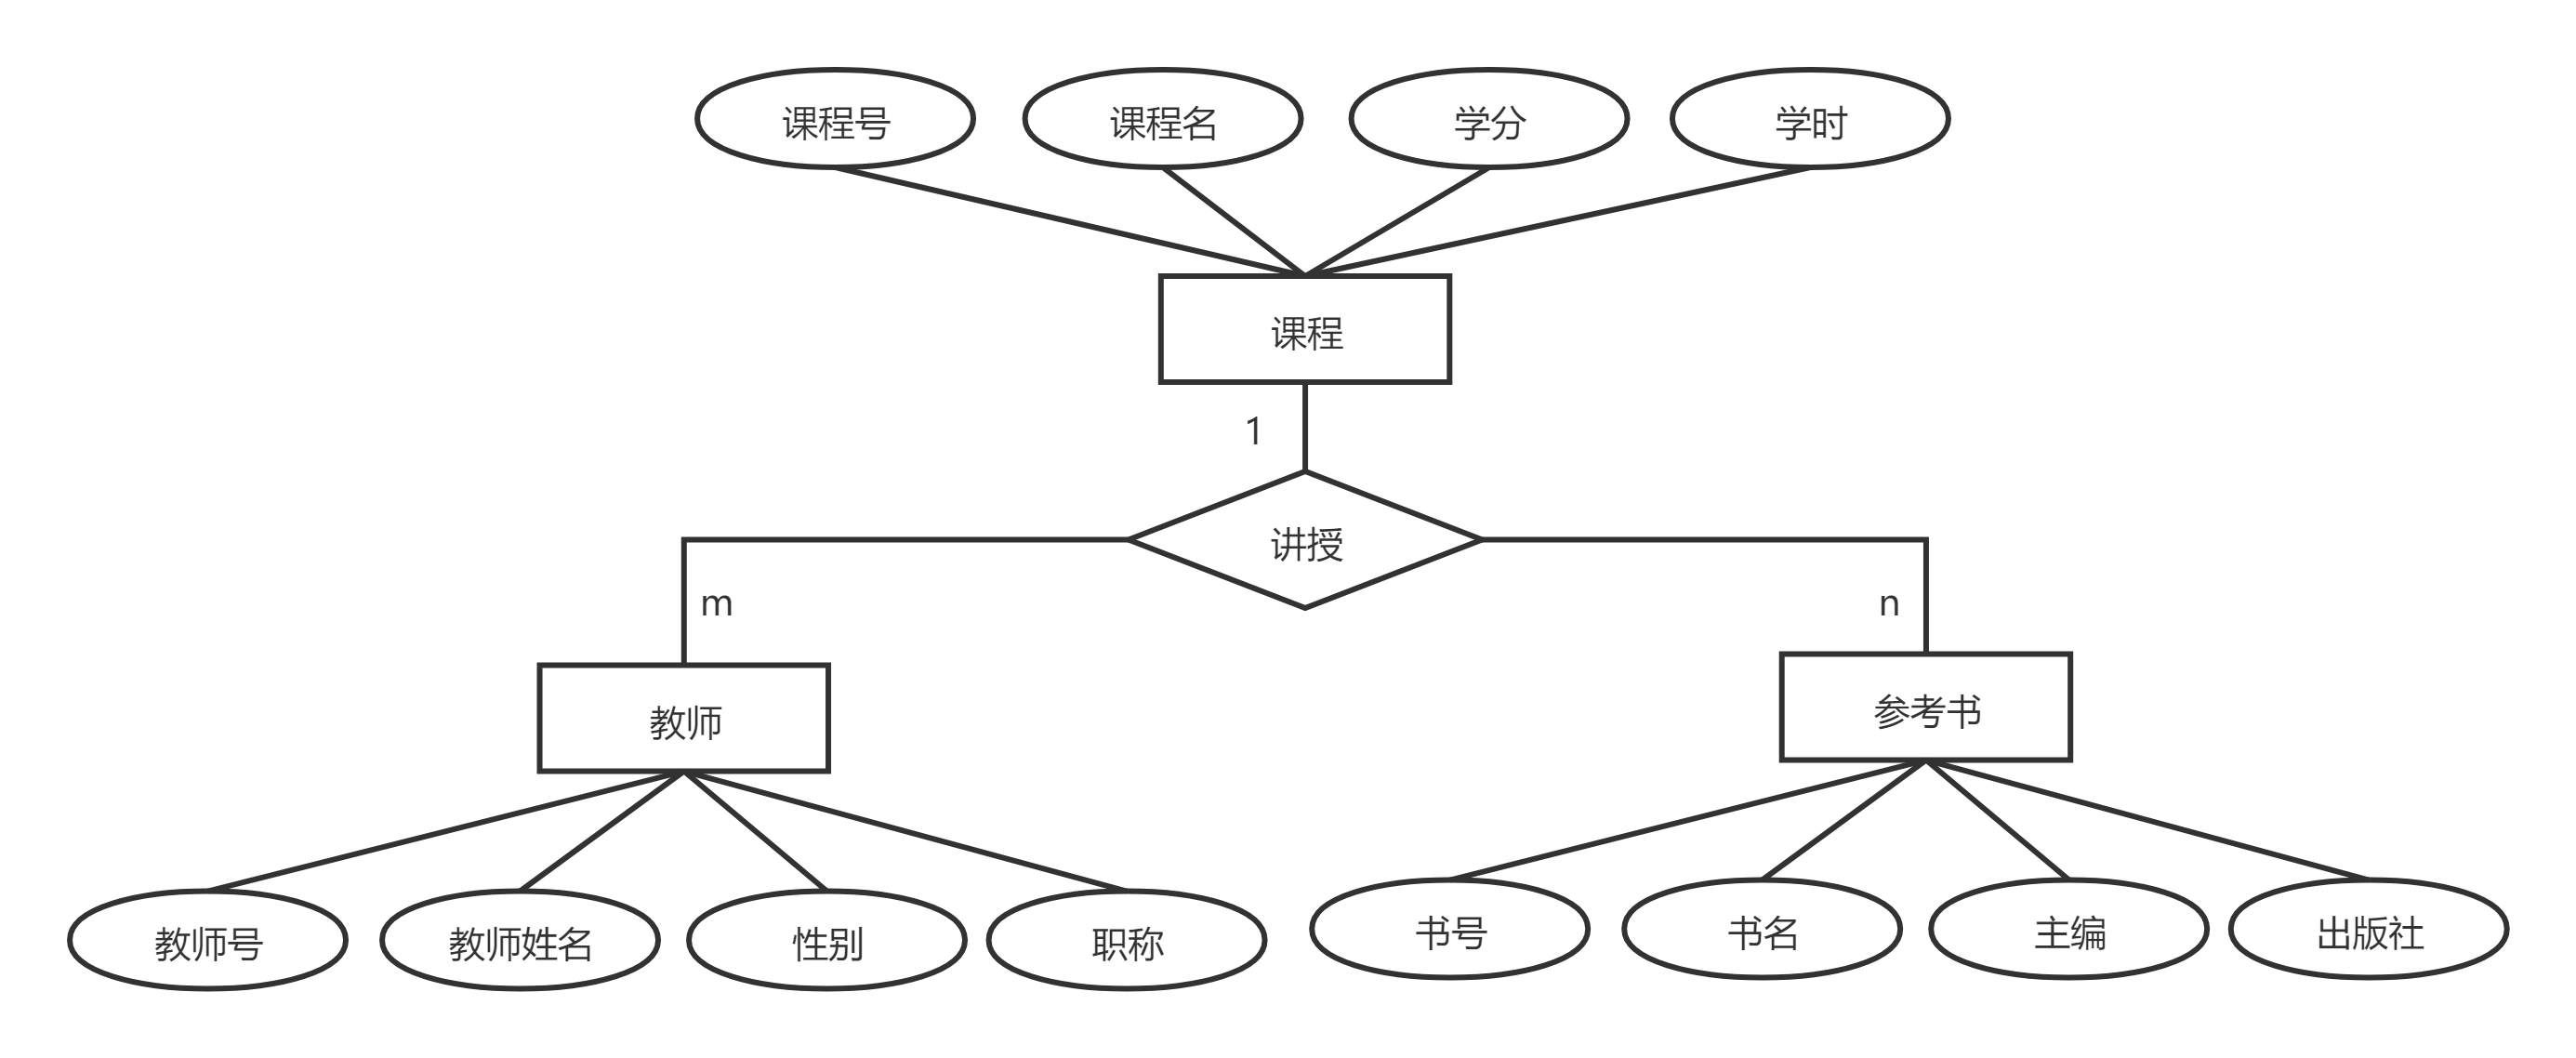 课程号 课程名 学分 学时
课程
1
讲授
m n
教师 参考书
教师号 教师姓名 性别 职称 书号 书名 主编 出版社